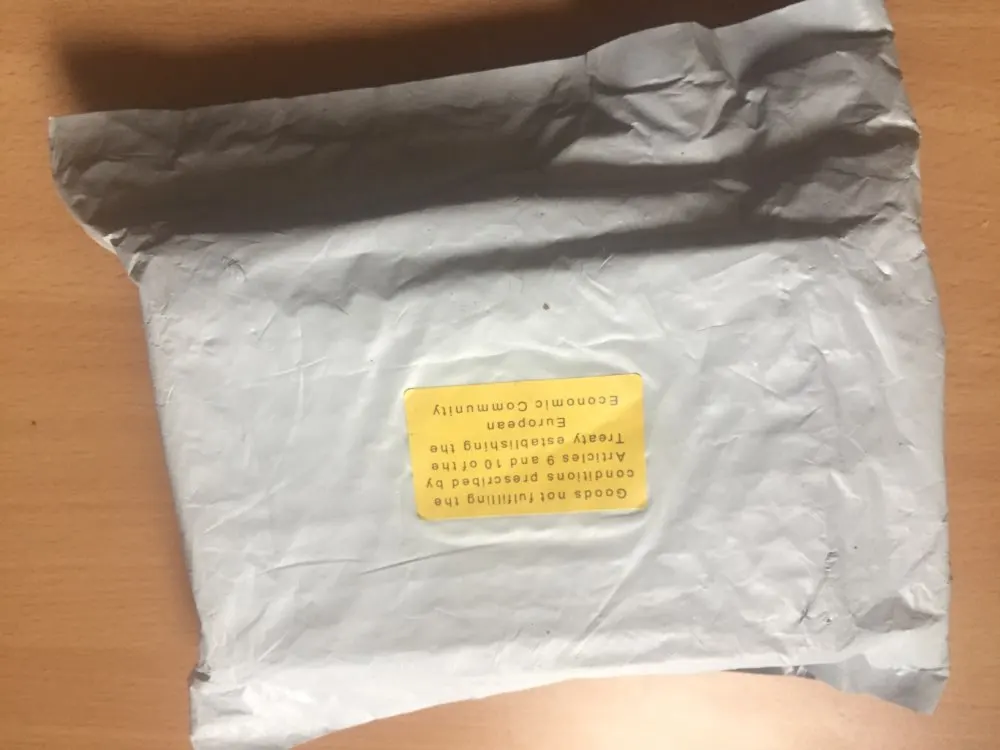 Goods not fulfilling the
conditions prescribed by
Articles 9 and 10 of the
Treaty establishing the
European
Economic Community